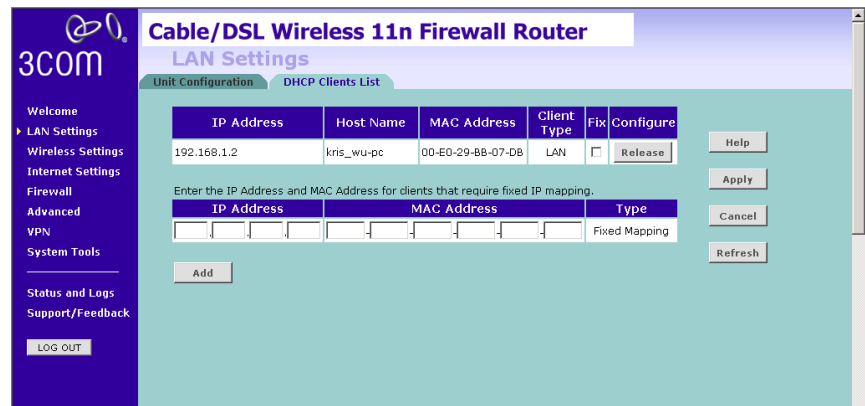 3COM
Cable/DSL Wireless 11n Firewall Router
LAN Settings
Unit Configuration DHCP Clients List
Welcome
LAN Settings
Wireless Settings
Internet Settings
Firewall
Advanced
VPN
System Tools
Status and Logs
Support/Feedback
LOG OUT
IP Address Host Name MAC Address Client Type Fix Configure
192.168.1.2 kris_wu-pc 00-E0-29-BB-07-DB LAN Release
Enter the IP Address and MAC Address for clients that require fixed IP mapping.
IP Address MAC Address Type
. . . - - - - - Fixed Mapping
Add
Help
Apply
Cancel
Refresh